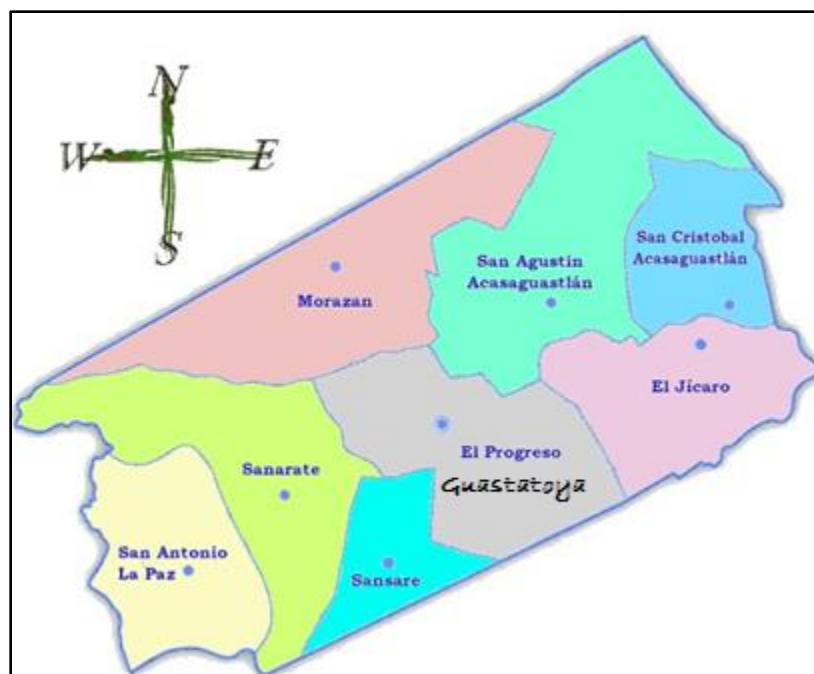 N
W E
S
San Cristobal
Acasaguastlán
San Agustin
Acasaguastlán
Morazan
El Jícaro
El Progreso
Guastatoya
Sanarate
San Antonio
La Paz
Sansare